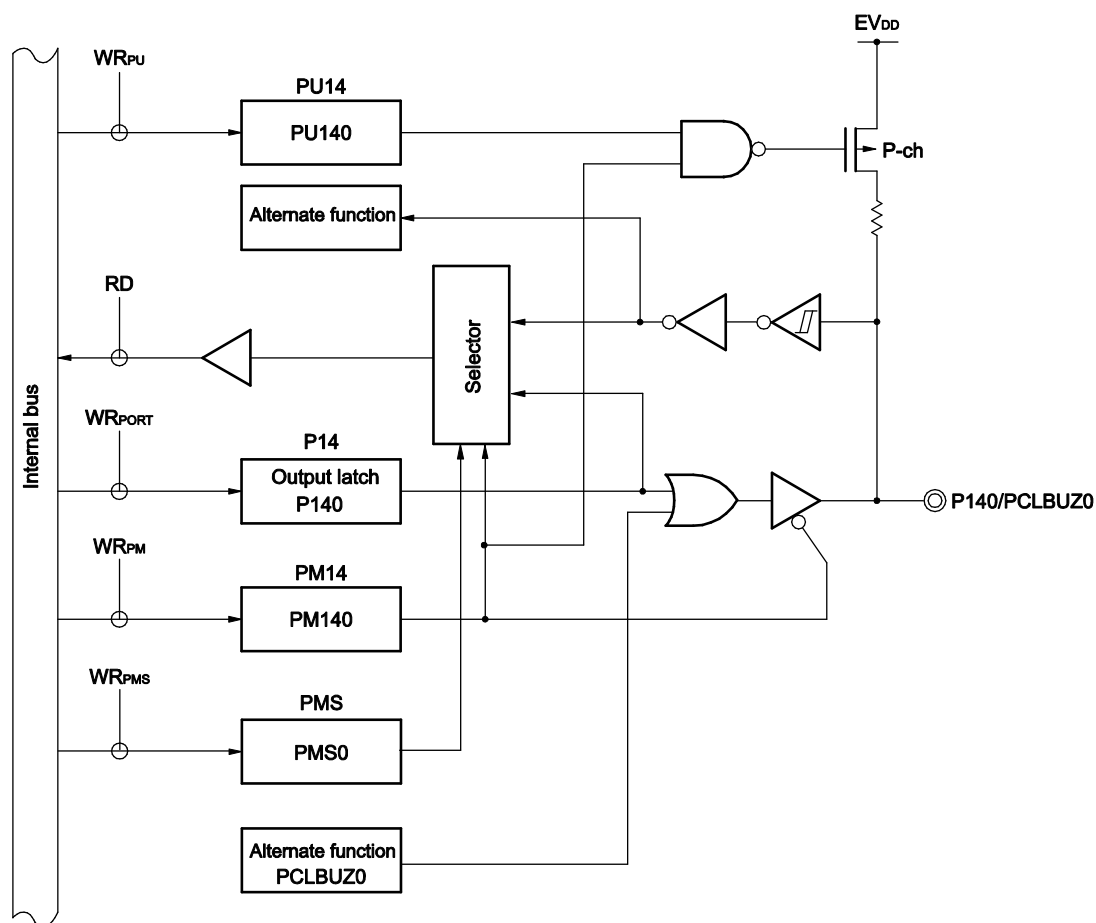 EVDD
WRPU
PU14
PU140
P-ch
Alternate function
RD
Selector
Internal bus
WRPORT
P14
Output latch
P140
P140/PCLBUZ0
WRPM
PM14
PM140
WRPMS
PMS
PMS0
Alternate function
PCLBUZ0